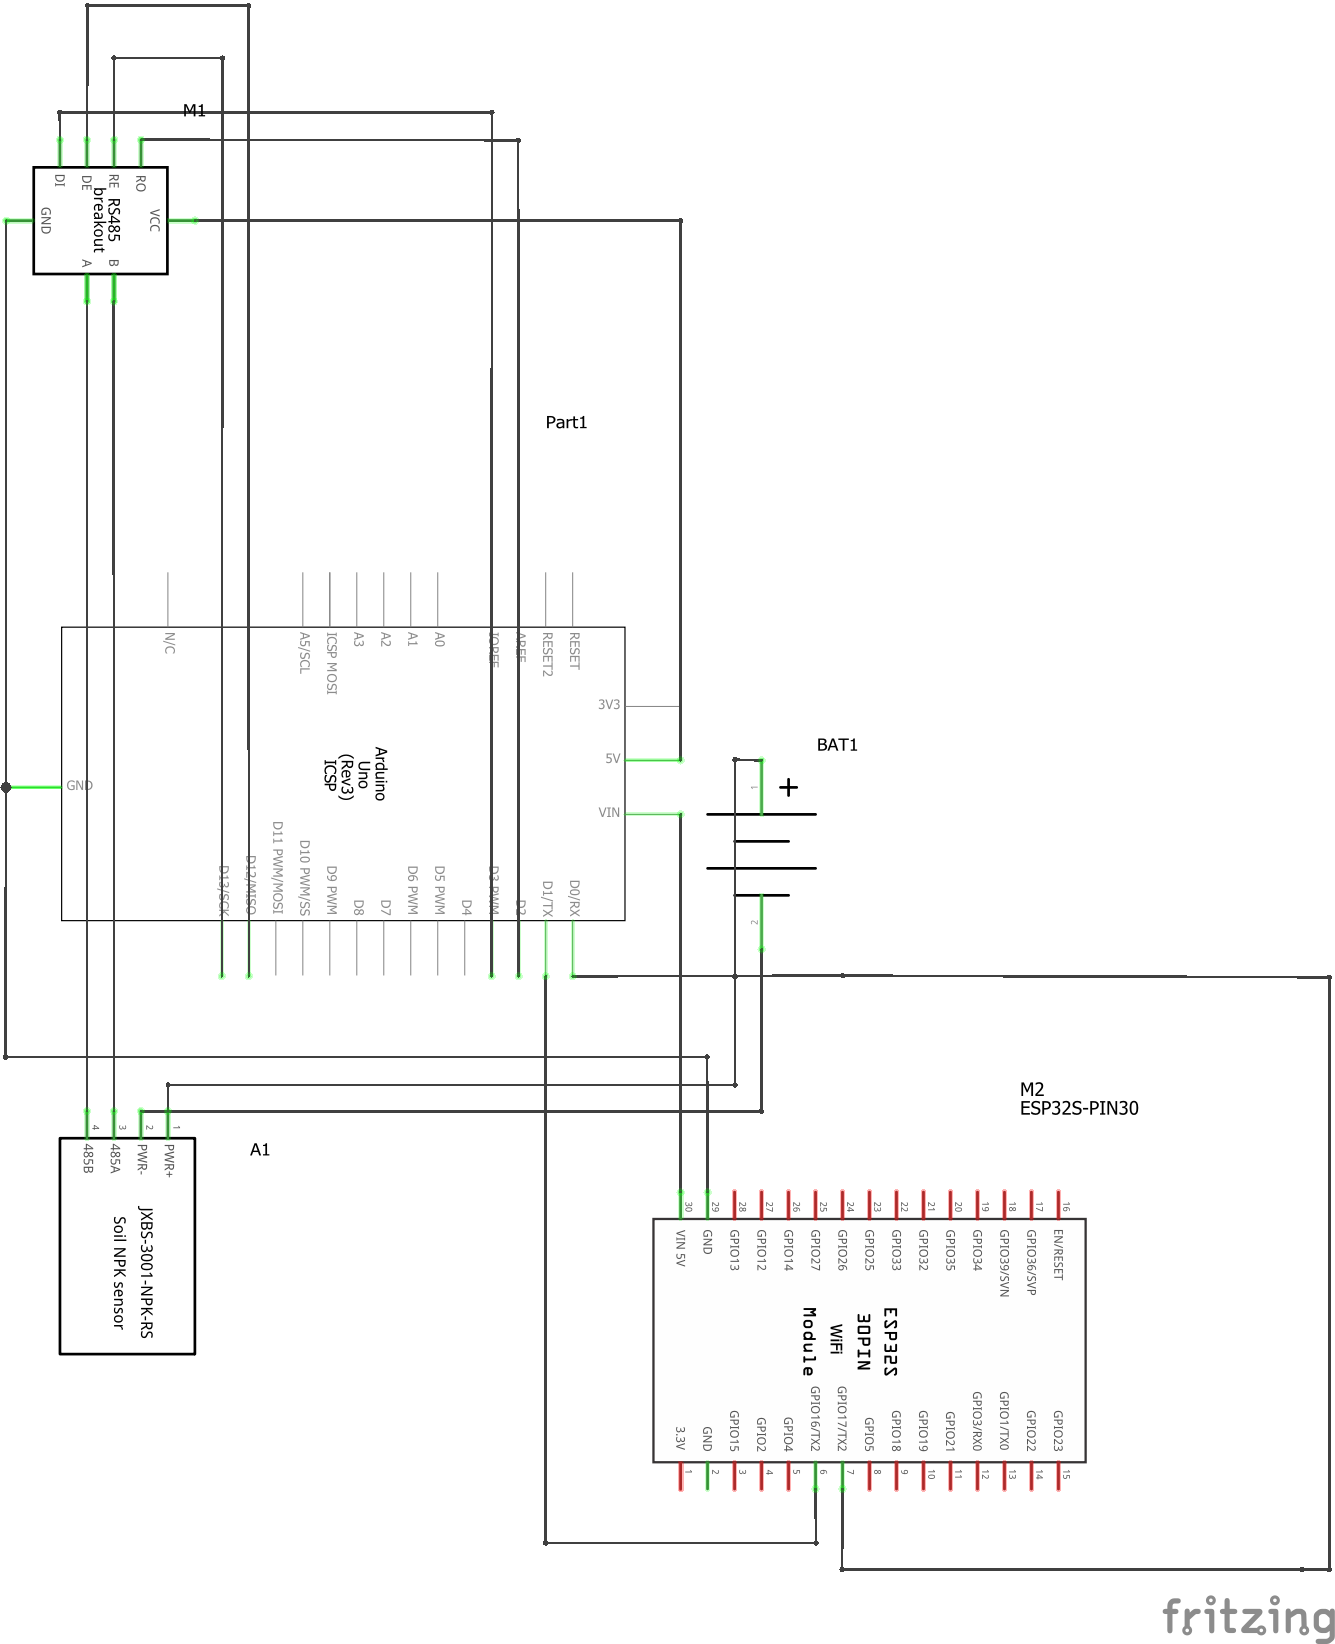 M1
DI
DE
RE
RO
GND
VCC
RS485
breakout
A
B
Part1
N/C
A5/SCL
ICSP MOSI
A3
A2
A1
A0
IOREF
AREF
RESET2
RESET
3V3
5V
VIN
GND
Arduino
Uno
(Rev3)
ICSP
D13/SCK
D12/MISO
D11 PWM/MOSI
D10 PWM/SS
D9 PWM
D8
D7
D6 PWM
D5 PWM
D4
D3 PWM
D2
D1/TX
D0/RX
BAT1
1
+
2
M2
ESP32S-PIN30
A1
4
3
2
1
485B
485A
PWR-
PWR+
JXBS-3001-NPK-RS
Soil NPK sensor
30
29
28
27
26
25
24
23
22
21
20
19
18
17
16
VIN 5V
GND
GPIO13
GPIO12
GPIO14
GPIO27
GPIO26
GPIO25
GPIO33
GPIO32
GPIO35
GPIO34
GPIO39/SVN
GPIO36/SVP
EN/RESET
ESP32S
30PIN
WiFi
Module
3.3V
GND
GPIO15
GPIO2
GPIO4
GPIO16/TX2
GPIO17/TX2
GPIO5
GPIO18
GPIO19
GPIO21
GPIO3/RX0
GPIO1/TX0
GPIO22
GPIO23
1
2
3
4
5
6
7
8
9
10
11
12
13
14
15
fritzing